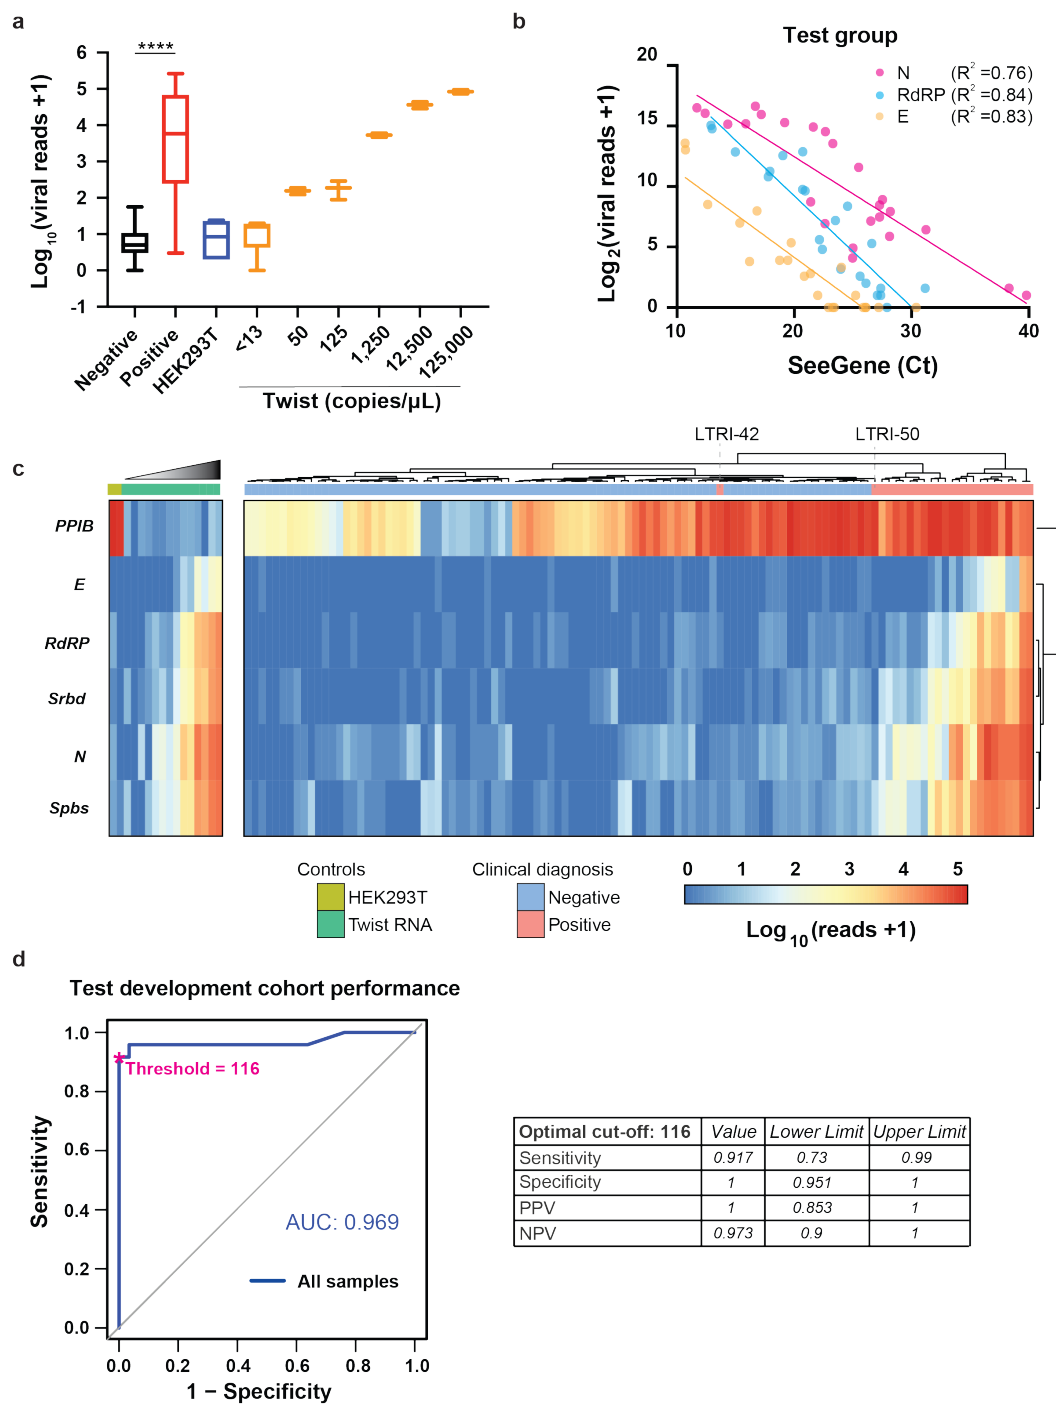 a
****
6
5
4
3
2
1
0
-1
Log10(viral reads +1)
Negative
Positive
HEK293T
<13
50
125
1,250
12,500
125,000
Twist (copies/µL)
b
Test group
20
15
10
5
0
Log2(viral reads +1)
N (R2 =0.76)
RdRP (R2 =0.84)
E (R2 =0.83)
10 20 30 40
SeeGene (Ct)
c
LTRI-42 LTRI-50
PPIB
E
RdRP
Srbd
N
Spbs
Controls
HEK293T
Twist RNA
Clinical diagnosis
Negative
Positive
0 1 2 3 4 5
Log10(reads +1)
d
Test development cohort performance
1.0
0.8
0.6
0.4
0.2
0.0
Sensitivity
Threshold = 116
AUC: 0.969
All samples
0.0 0.2 0.4 0.6 0.8 1.0
1 − Specificity
Optimal cut-off: 116 Value Lower Limit Upper Limit
Sensitivity 0.917 0.73 0.99
Specificity 1 0.951 1
PPV 1 0.853 1
NPV 0.973 0.9 1